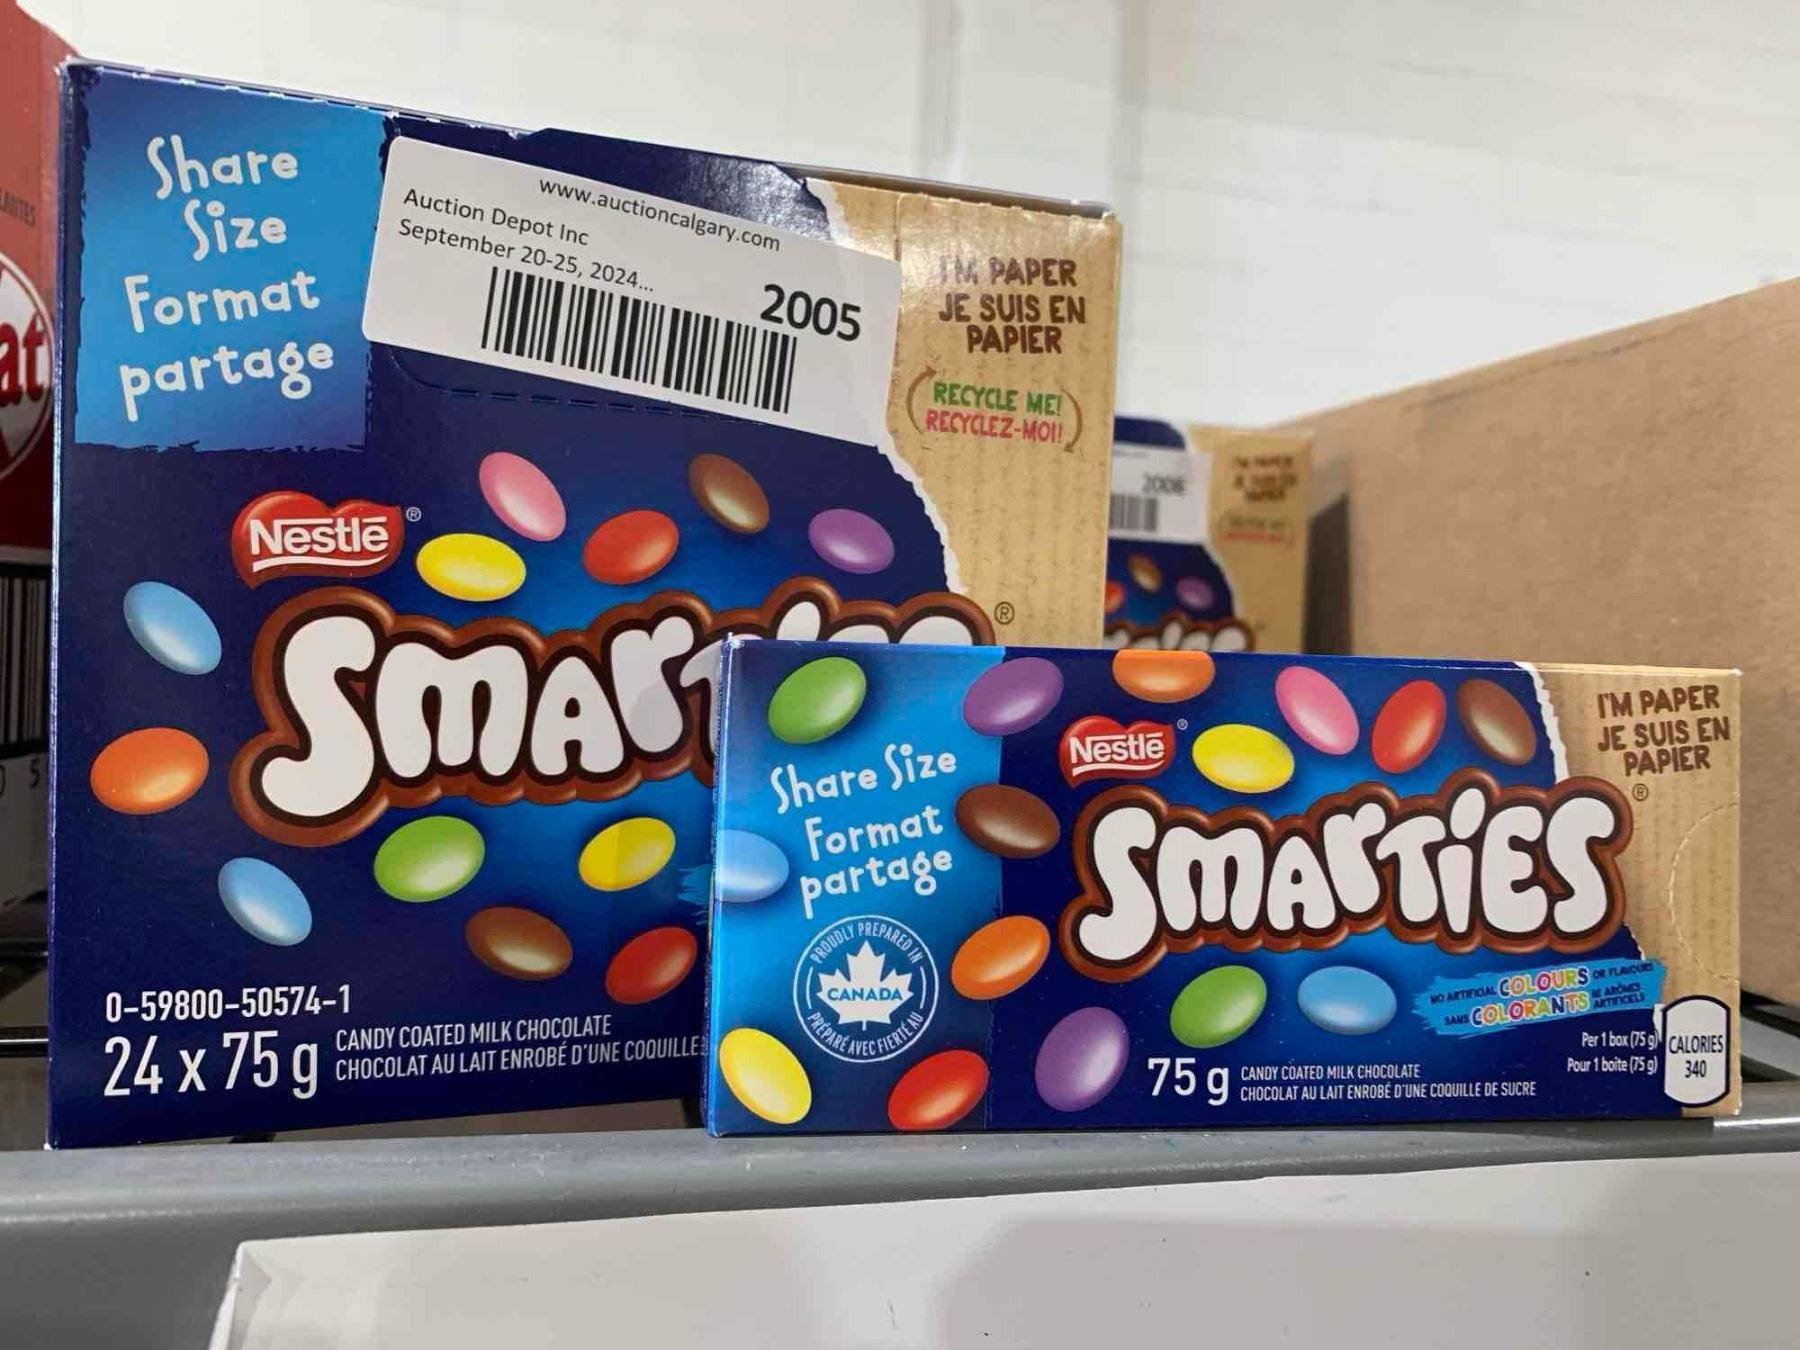 Share
Size
Format
partage
www.auctioncalgary.com
Auction Depot Inc
September 20-25, 2024...
2005
I'M PAPER
JE SUIS EN
PAPIER
RECYCLE ME!
RECYCLEZ-MOI!
Nestlé®
SMARTIES®
0-59800-50574-1
24 x 75 g
CANDY COATED MILK CHOCOLATE
CHOCOLAT AU LAIT ENROBÉ D'UNE COQUILLE
2006
Share Size
Format
partage
PROUDLY PREPARED IN
CANADA
PRÉPARÉ AVEC FIERTÉ AU
Nestlé®
SMARTIES®
I'M PAPER
JE SUIS EN
PAPIER
NO ARTIFICIAL COLOURS OR FLAVOURS
SANS COLORANTS NI ARÔMES ARTIFICIELS
Per 1 box (75 g)
Pour 1 boîte (75 g)
CALORIES
340
75 g
CANDY COATED MILK CHOCOLATE
CHOCOLAT AU LAIT ENROBÉ D'UNE COQUILLE DE SUCRE